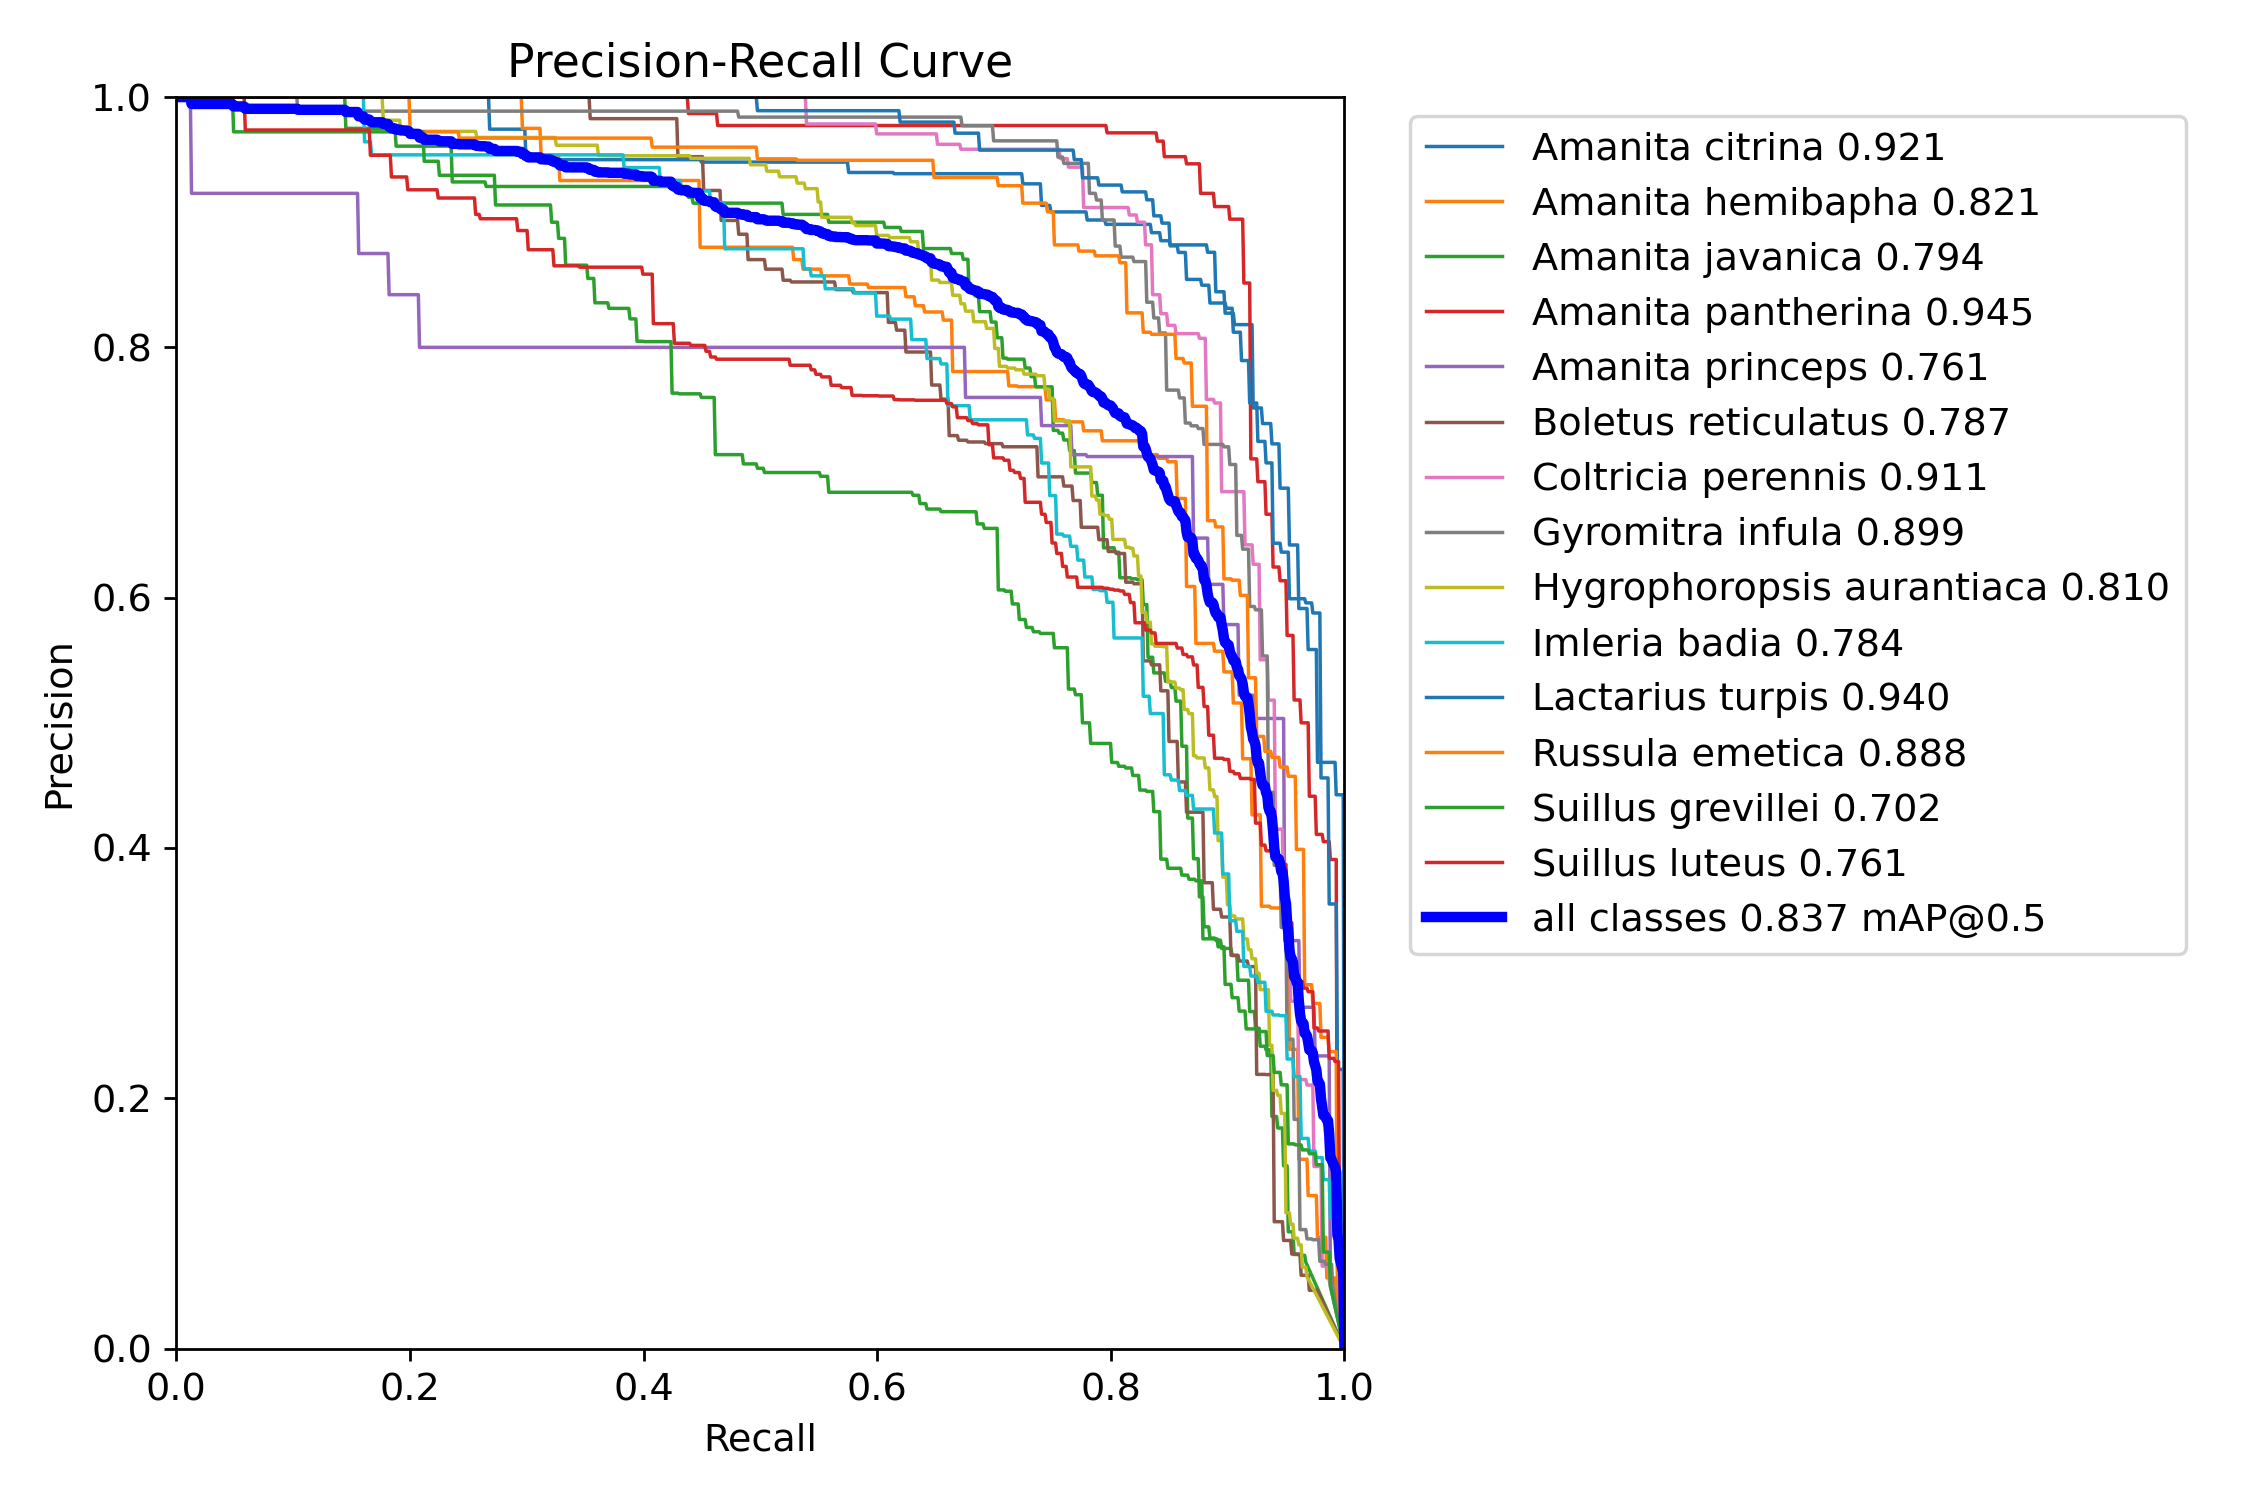 Precision-Recall Curve
1.0
0.8
0.6
0.4
0.2
0.0
Precision
0.0 0.2 0.4 0.6 0.8 1.0
Recall
Amanita citrina 0.921
Amanita hemibapha 0.821
Amanita javanica 0.794
Amanita pantherina 0.945
Amanita princeps 0.761
Boletus reticulatus 0.787
Coltricia perennis 0.911
Gyromitra infula 0.899
Hygrophoropsis aurantiaca 0.810
Imleria badia 0.784
Lactarius turpis 0.940
Russula emetica 0.888
Suillus grevillei 0.702
Suillus luteus 0.761
all classes 0.837 mAP@0.5